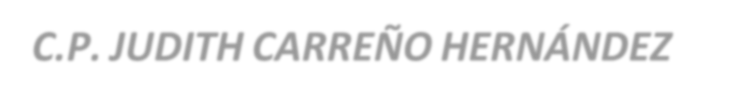 C.P. JUDITH CARREÑO HERNÁNDEZ